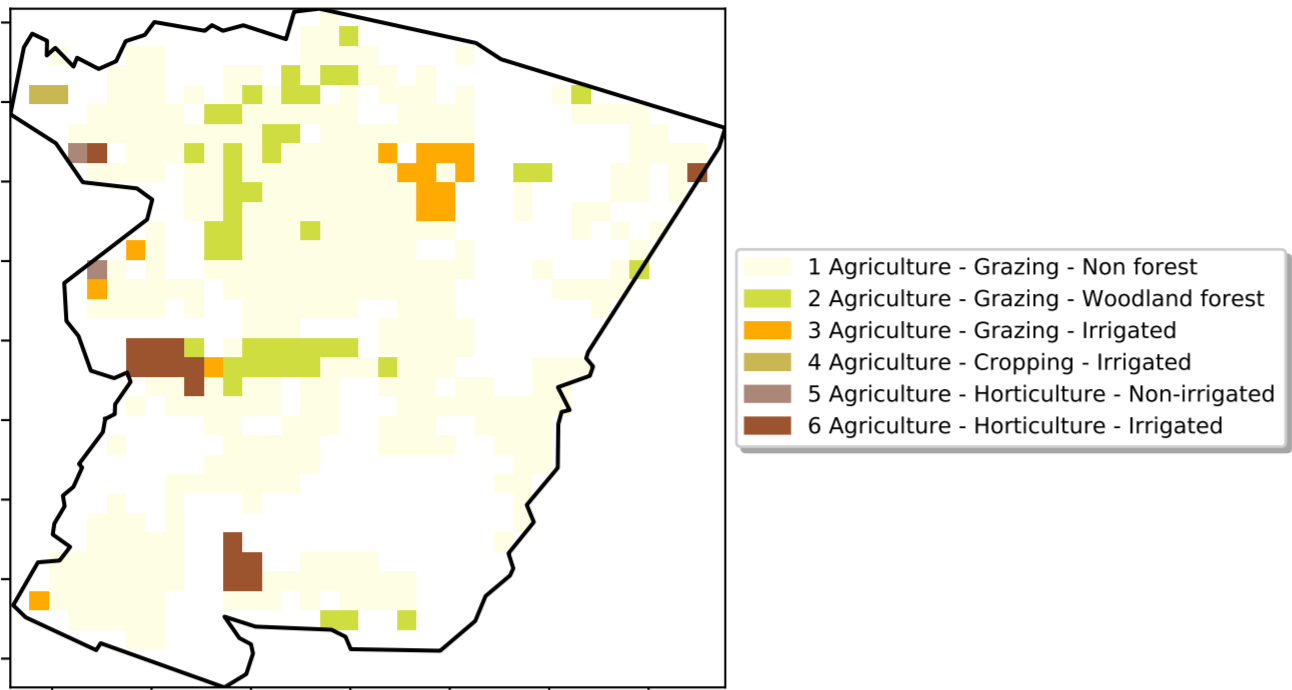 1 Agriculture - Grazing - Non forest
2 Agriculture - Grazing - Woodland forest
3 Agriculture - Grazing - Irrigated
4 Agriculture - Cropping - Irrigated
5 Agriculture - Horticulture - Non-irrigated
6 Agriculture - Horticulture - Irrigated